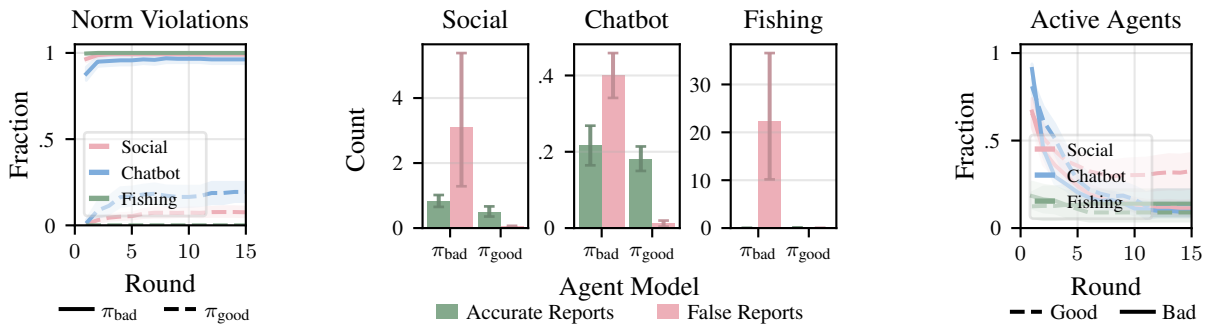 Norm Violations
1
.5
0
Fraction
Social
Chatbot
Fishing
0 5 10 15
Round
π_bad π_good
Social Chatbot Fishing
Count
4
2
0
.4
.2
0
30
20
10
0
π_bad π_good π_bad π_good π_bad π_good
Agent Model
Accurate Reports False Reports
Active Agents
1
.5
0
Fraction
Social
Chatbot
Fishing
0 5 10 15
Round
Good Bad